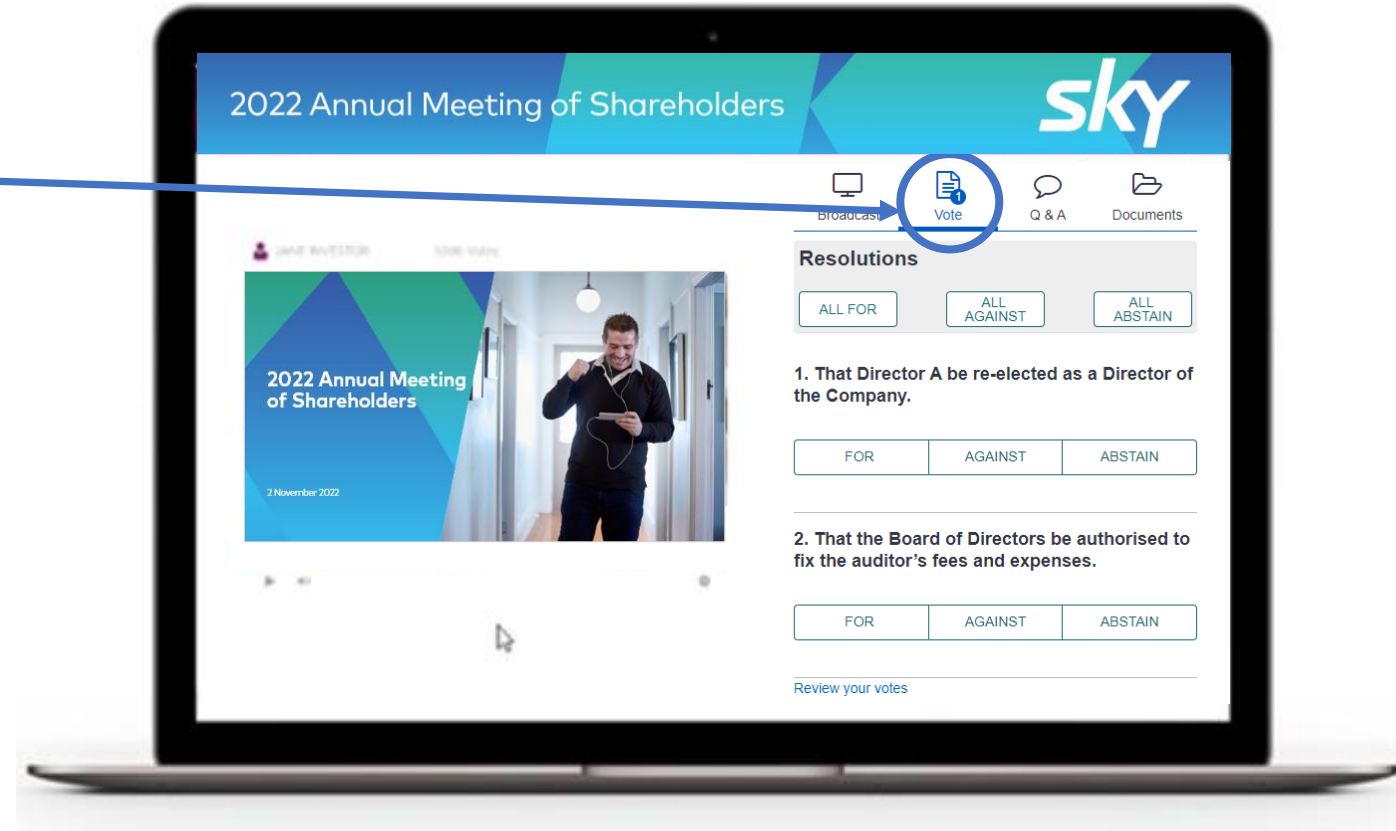 2022 Annual Meeting of Shareholders
sky
Broadcast
Vote
1
Q & A
Documents
JANE INVESTOR
Votes
2022 Annual Meeting
of Shareholders
2 November 2022
Resolutions
ALL FOR
ALL
AGAINST
ALL
ABSTAIN
1. That Director A be re-elected as a Director of
the Company.
FOR
AGAINST
ABSTAIN
2. That the Board of Directors be authorised to
fix the auditor's fees and expenses.
FOR
AGAINST
ABSTAIN
Review your votes